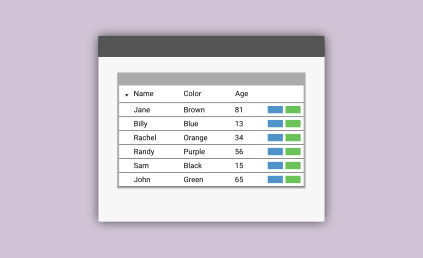 Name Color Age
Jane Brown 81
Billy Blue 13
Rachel Orange 34
Randy Purple 56
Sam Black 15
John Green 65